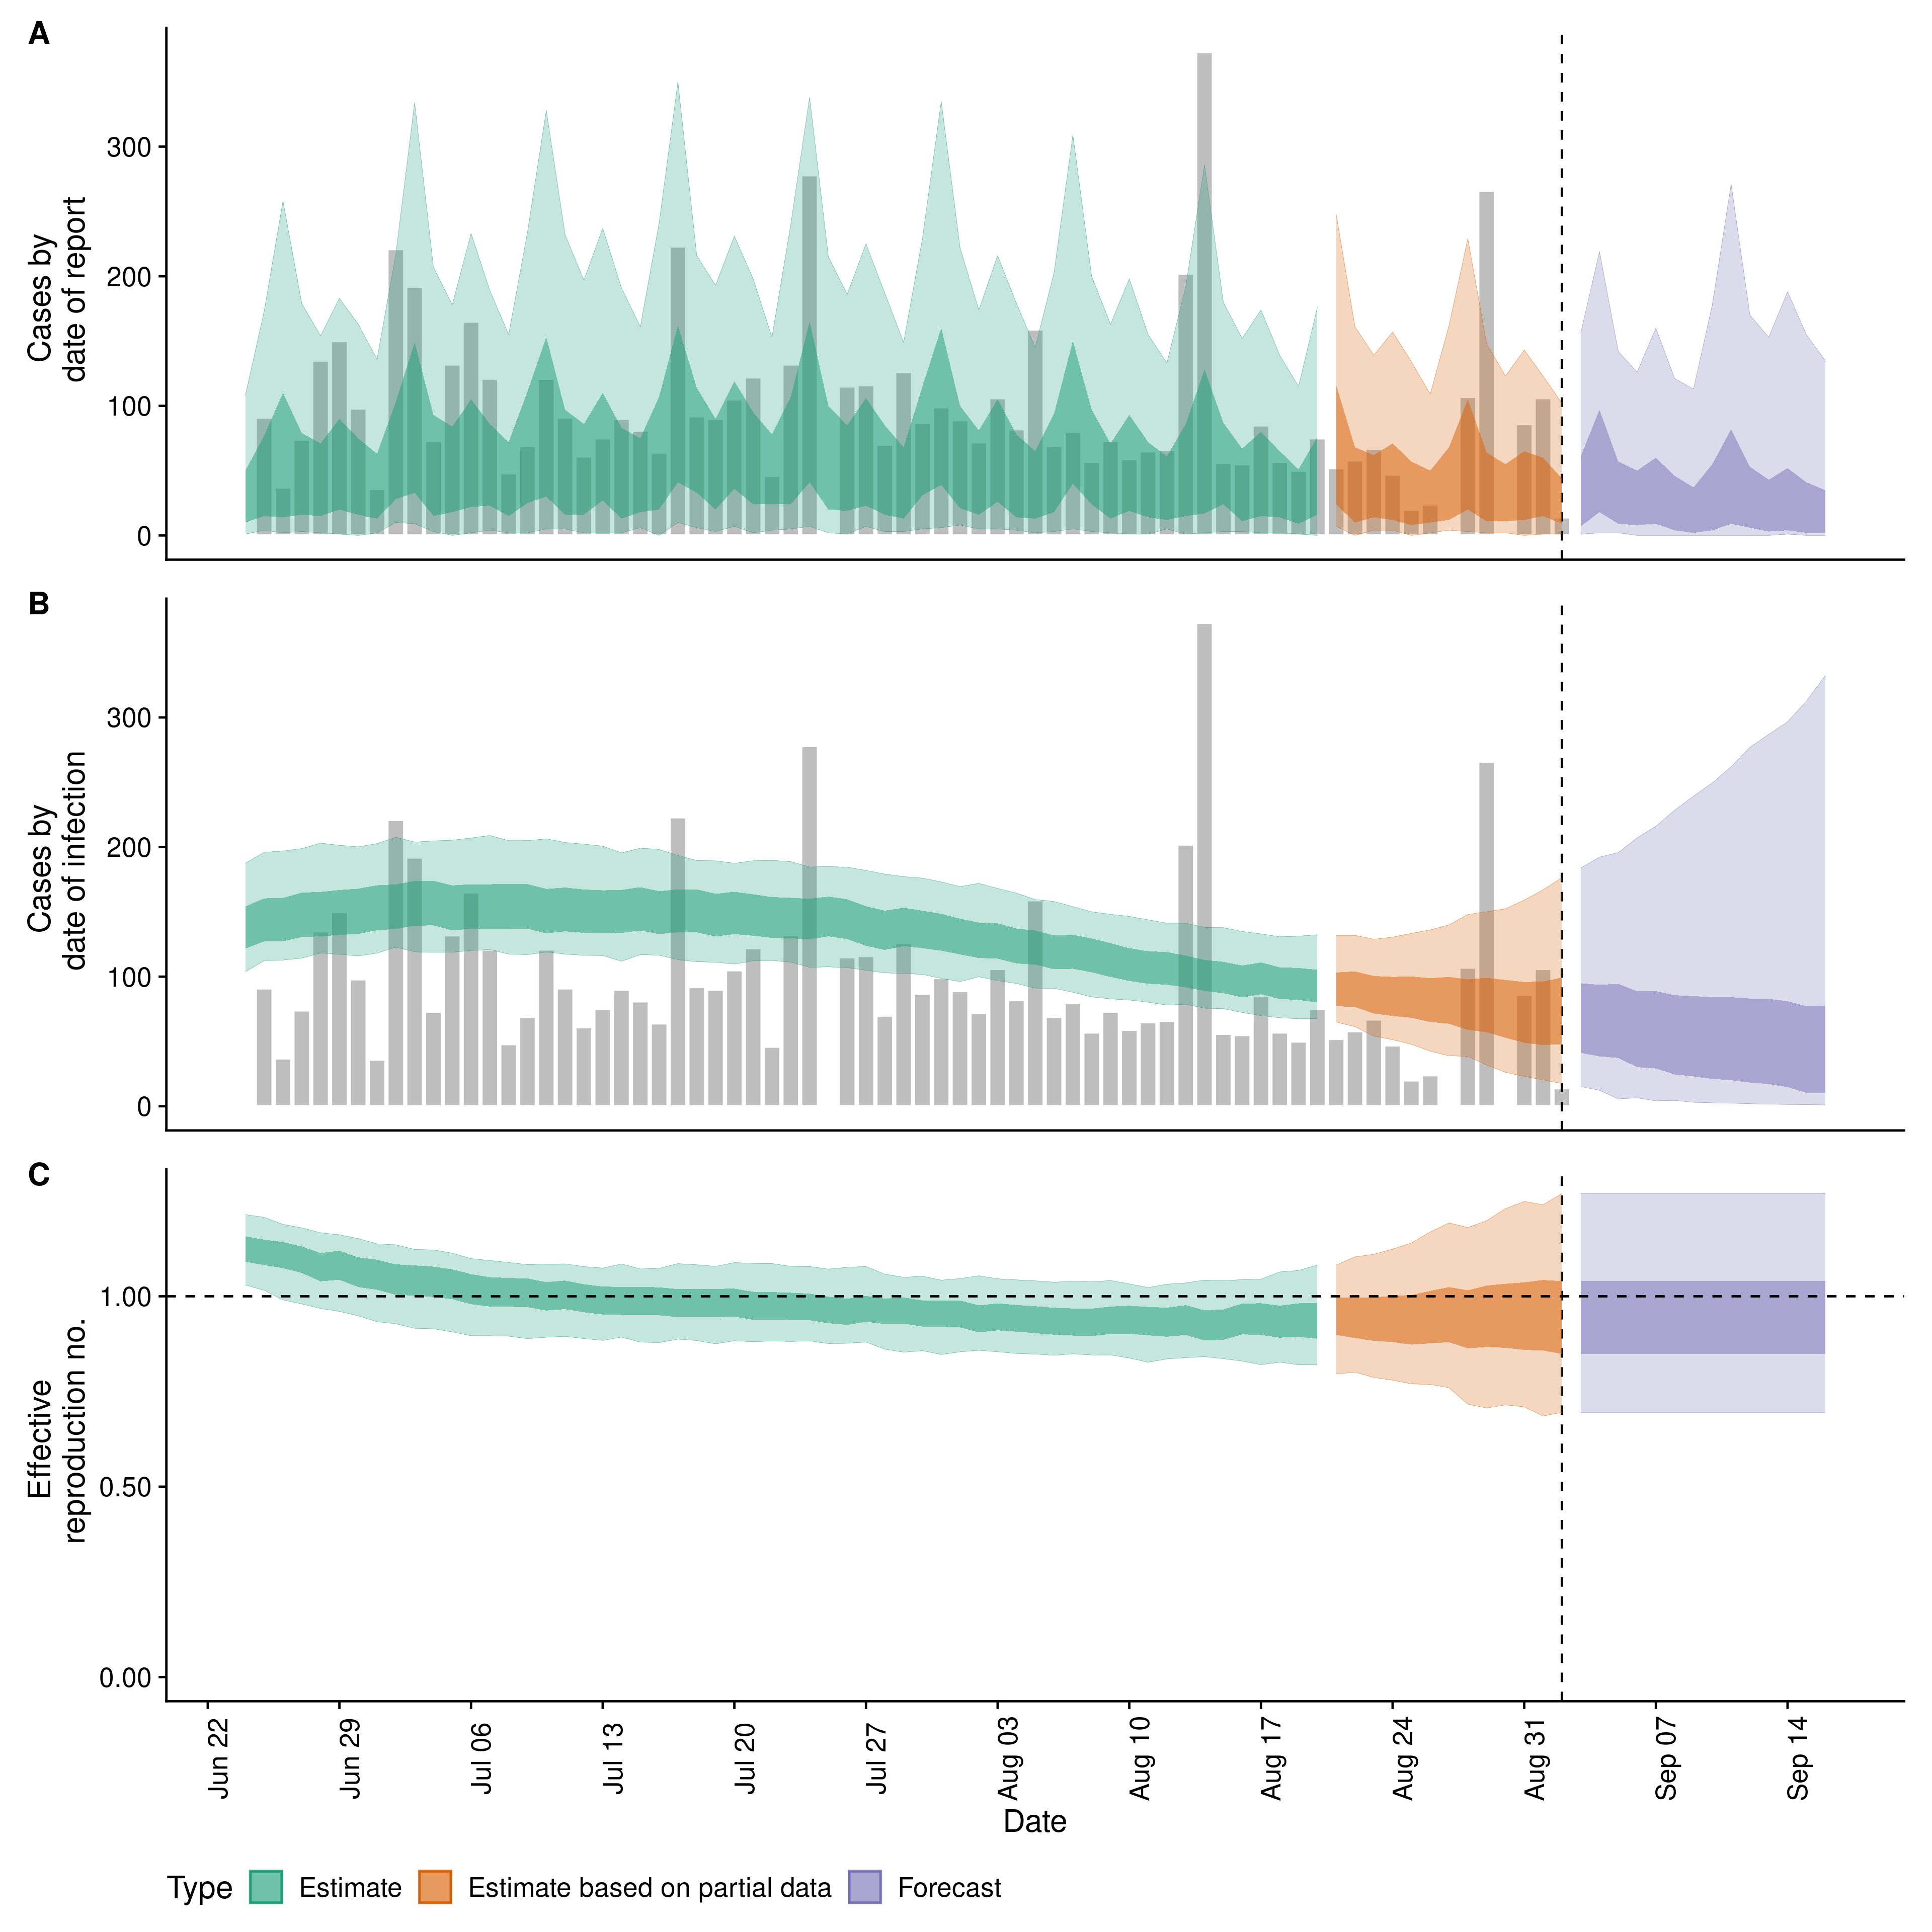 A
Cases by
date of report
300
200
100
0
B
Cases by
date of infection
300
200
100
0
C
Effective
reproduction no.
1.00
0.50
0.00
Jun 22
Jun 29
Jul 06
Jul 13
Jul 20
Jul 27
Aug 03
Aug 10
Aug 17
Aug 24
Aug 31
Sep 07
Sep 14
Date
Type Estimate Estimate based on partial data Forecast